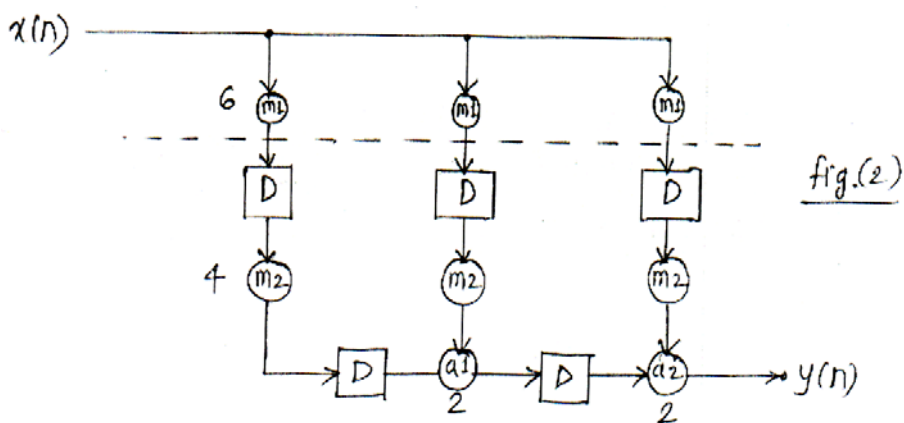 x(n)
6 m1 m1 m1
D D D
fig.(2)
4 m2 m2 m2
D a1 D a2 y(n)
2 2